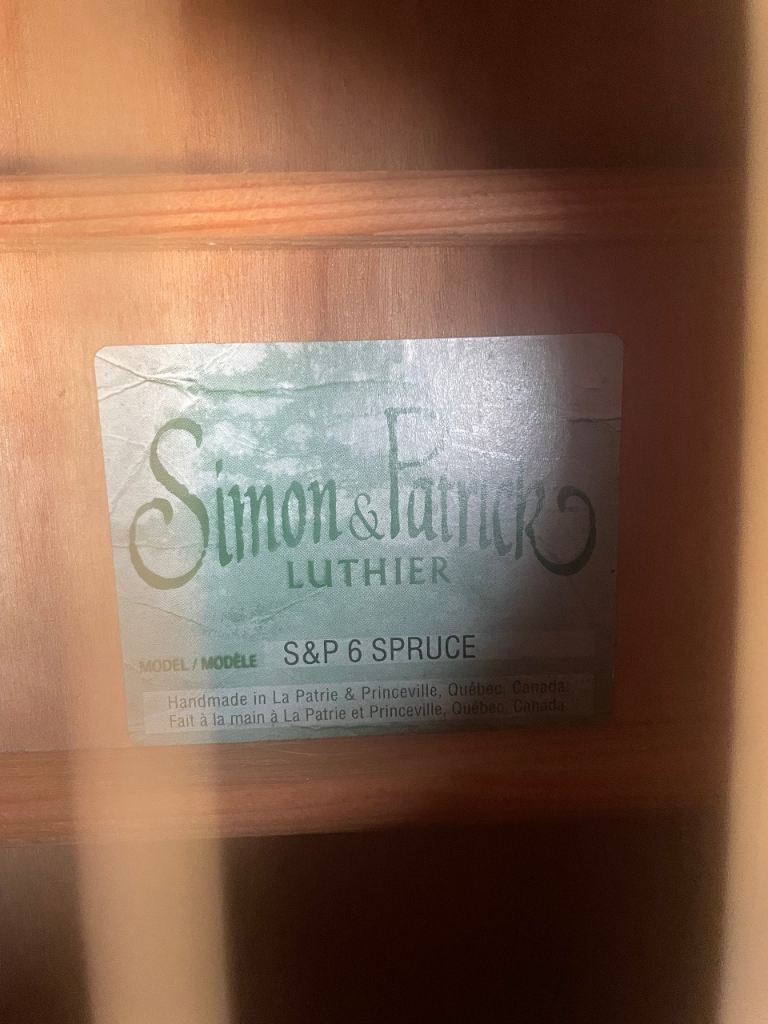 Simon & Patrick
LUTHIER
MODEL / MODÈLE S&P 6 SPRUCE
Handmade in La Patrie & Princeville, Québec, Canada.
Fait à la main à La Patrie et Princeville, Québec, Canada.